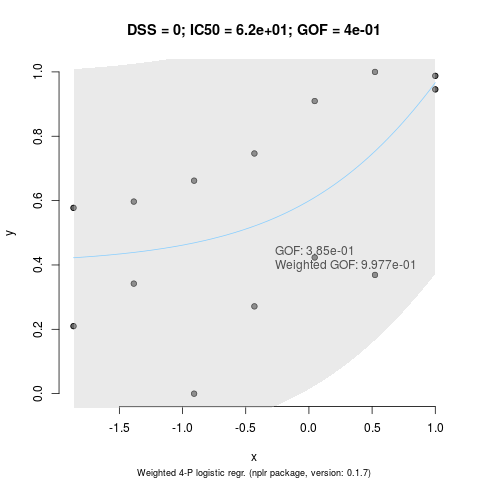 DSS = 0; IC50 = 6.2e+01; GOF = 4e-01
1.0
0.8
0.6
0.4
0.2
0.0
y
GOF: 3.85e-01
Weighted GOF: 9.977e-01
-1.5 -1.0 -0.5 0.0 0.5 1.0
x
Weighted 4-P logistic regr. (nplr package, version: 0.1.7)